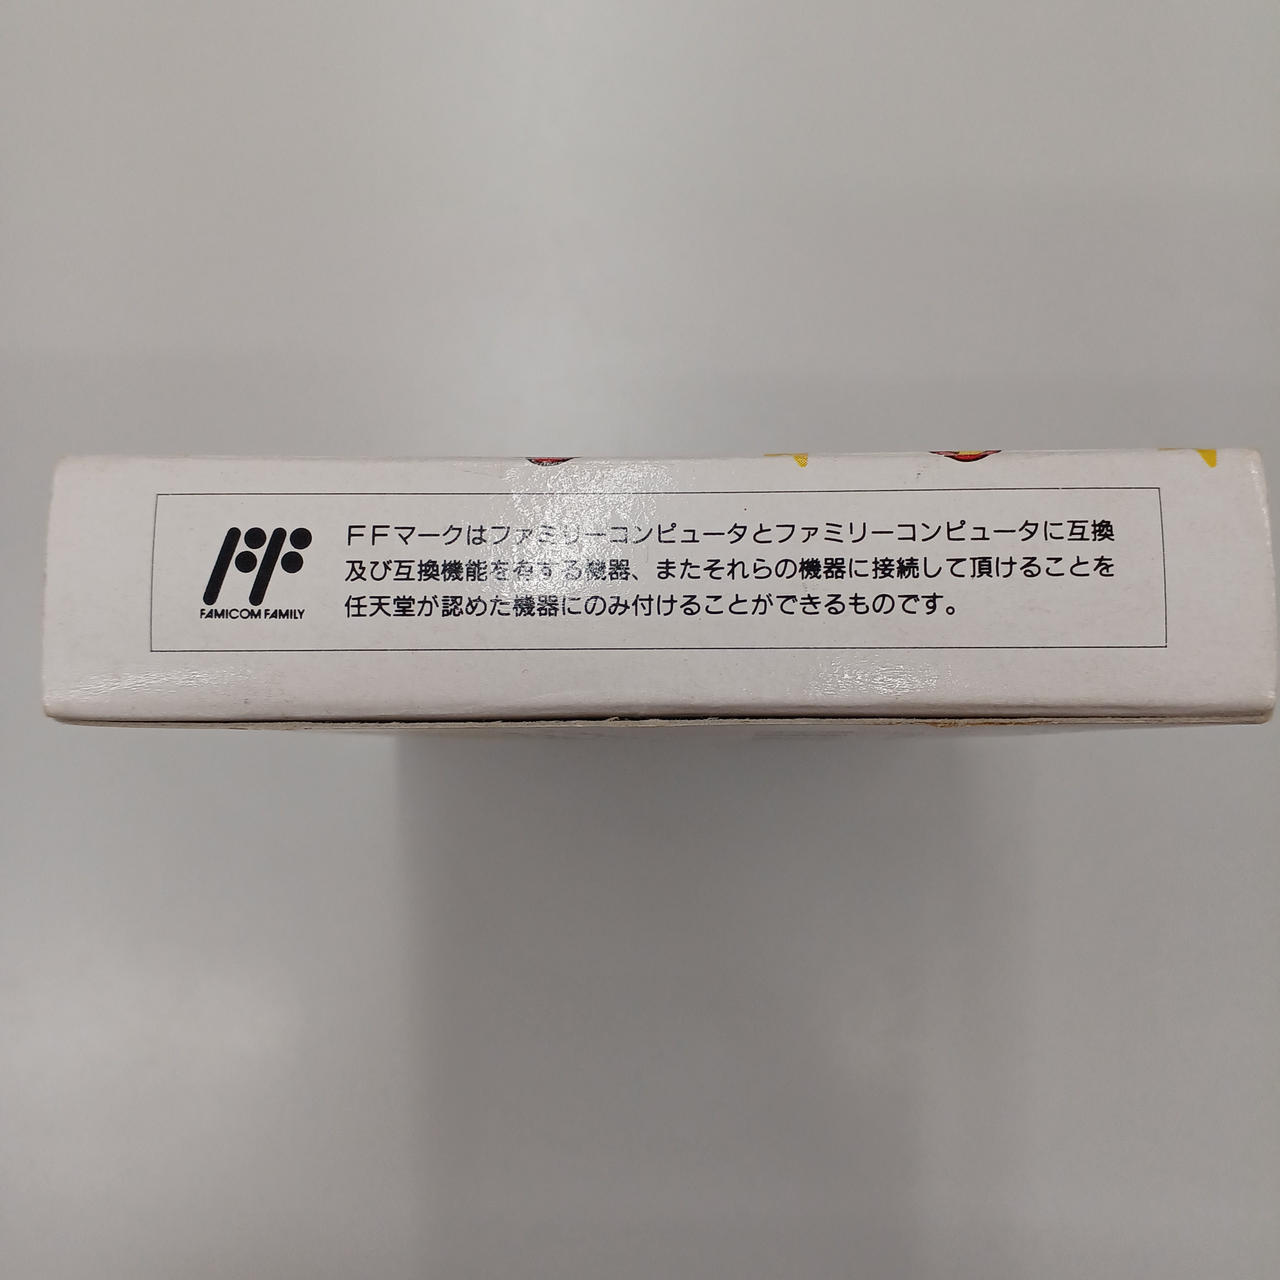 FAMICOM FAMILY
FFマークはファミリーコンピュータとファミリーコンピュータに互換
及び互換機能を有する機器、またそれらの機器に接続して頂けることを
任天堂が認めた機器にのみ付けることができるものです。